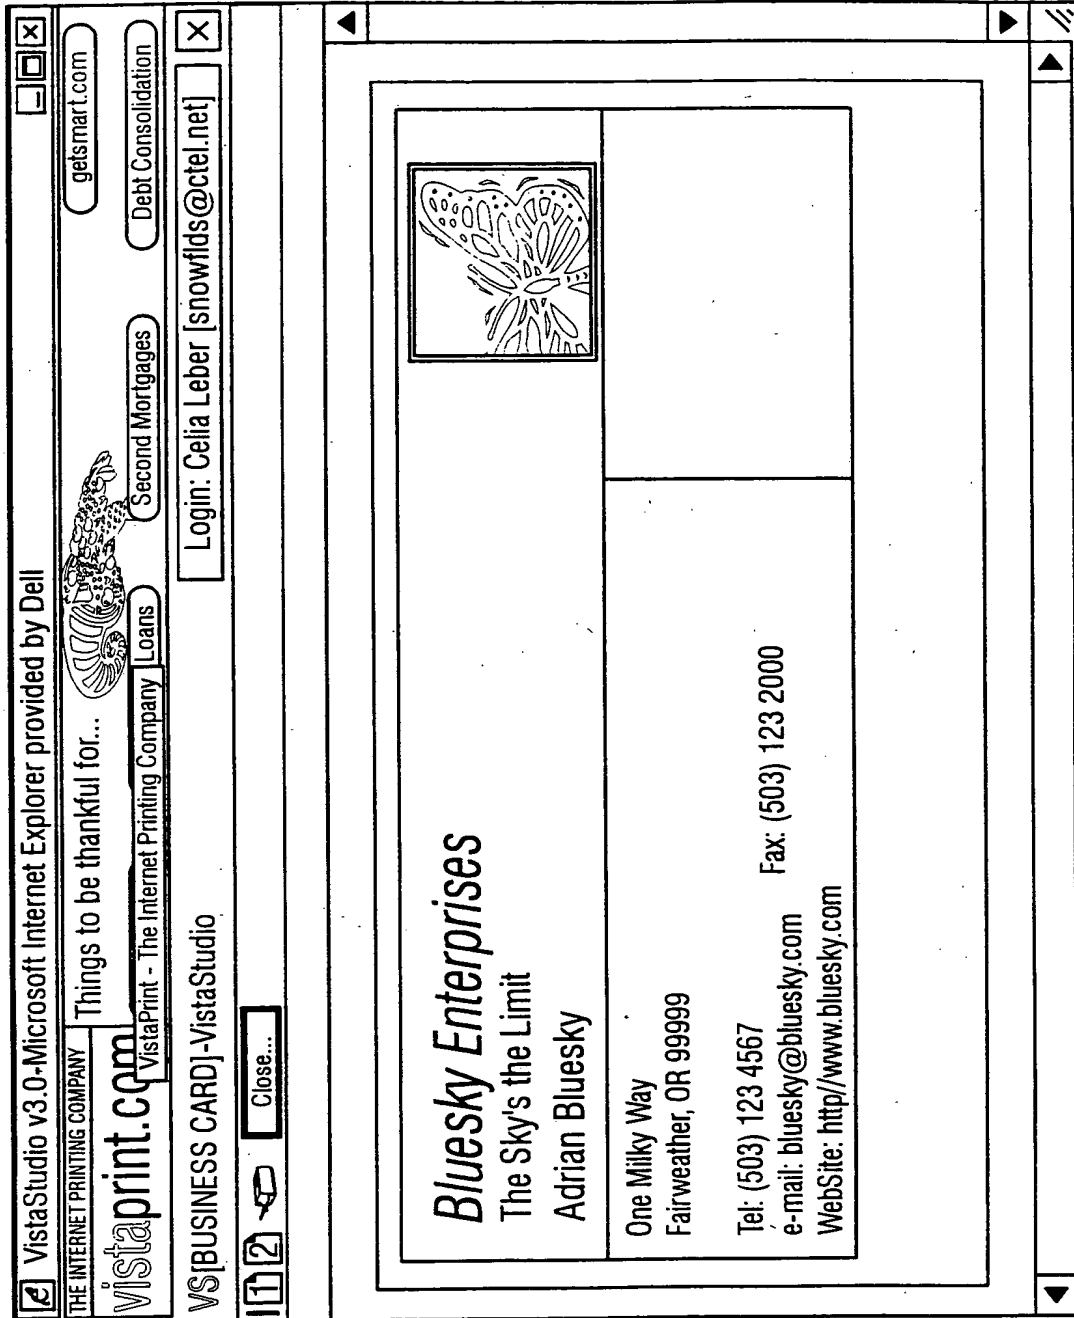 VistaStudio v3.0-Microsoft Internet Explorer provided by Dell
THE INTERNET PRINTING COMPANY
vistaprint.com
Things to be thankful for...
getsmart.com
VistaPrint - The Internet Printing Company
Loans
Second Mortgages
Debt Consolidation
VS[BUSINESS CARD]-VistaStudio
Login: Celia Leber [snowflds@ctel.net]
1 2
Close...
Bluesky Enterprises
The Sky's the Limit
Adrian Bluesky
One Milky Way
Fairweather, OR 99999
Tel: (503) 123 4567
Fax: (503) 123 2000
e-mail: bluesky@bluesky.com
WebSite: http//www.bluesky.com